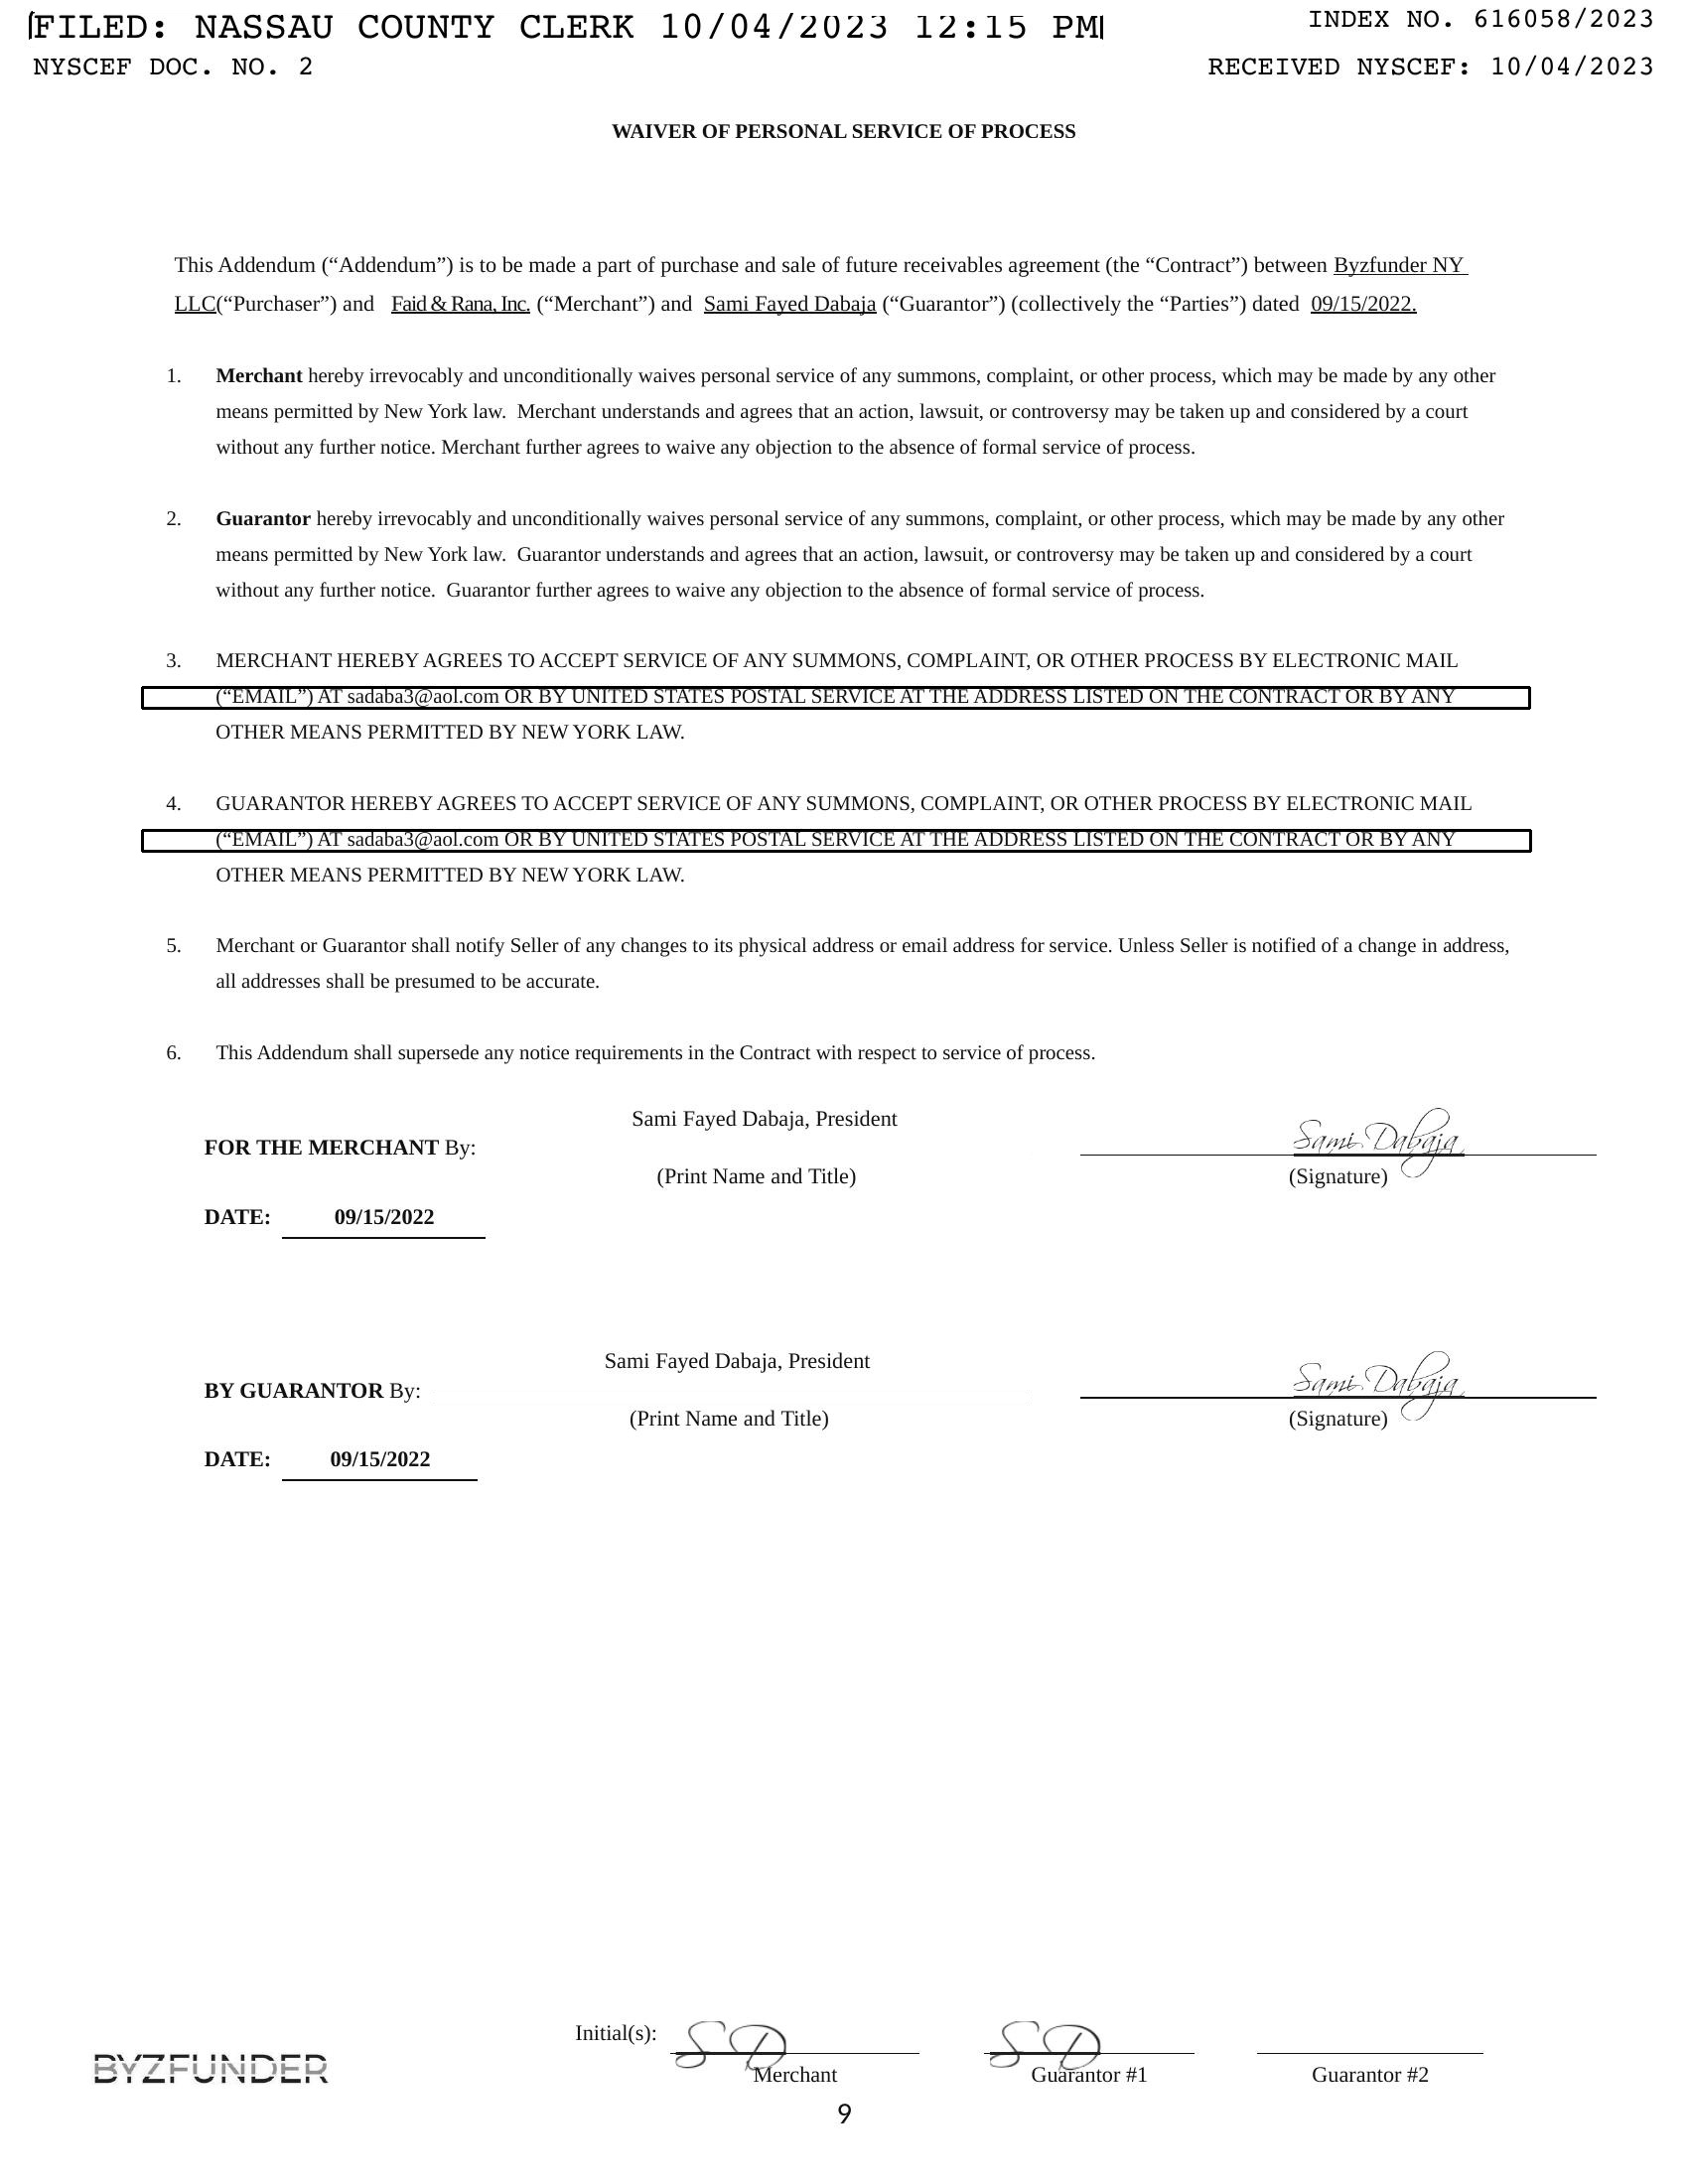 FILED: NASSAU COUNTY CLERK 10/04/2023 12:15 PM
INDEX NO. 616058/2023
NYSCEF DOC. NO. 2
RECEIVED NYSCEF: 10/04/2023
WAIVER OF PERSONAL SERVICE OF PROCESS
This Addendum (“Addendum”) is to be made a part of purchase and sale of future receivables agreement (the “Contract”) between Byzfunder NY
LLC(“Purchaser”) and Faid & Rana, Inc. (“Merchant”) and Sami Fayed Dabaja (“Guarantor”) (collectively the “Parties”) dated 09/15/2022.
1. Merchant hereby irrevocably and unconditionally waives personal service of any summons, complaint, or other process, which may be made by any other
means permitted by New York law. Merchant understands and agrees that an action, lawsuit, or controversy may be taken up and considered by a court
without any further notice. Merchant further agrees to waive any objection to the absence of formal service of process.
2. Guarantor hereby irrevocably and unconditionally waives personal service of any summons, complaint, or other process, which may be made by any other
means permitted by New York law. Guarantor understands and agrees that an action, lawsuit, or controversy may be taken up and considered by a court
without any further notice. Guarantor further agrees to waive any objection to the absence of formal service of process.
3. MERCHANT HEREBY AGREES TO ACCEPT SERVICE OF ANY SUMMONS, COMPLAINT, OR OTHER PROCESS BY ELECTRONIC MAIL
(“EMAIL”) AT sadaba3@aol.com OR BY UNITED STATES POSTAL SERVICE AT THE ADDRESS LISTED ON THE CONTRACT OR BY ANY
OTHER MEANS PERMITTED BY NEW YORK LAW.
4. GUARANTOR HEREBY AGREES TO ACCEPT SERVICE OF ANY SUMMONS, COMPLAINT, OR OTHER PROCESS BY ELECTRONIC MAIL
(“EMAIL”) AT sadaba3@aol.com OR BY UNITED STATES POSTAL SERVICE AT THE ADDRESS LISTED ON THE CONTRACT OR BY ANY
OTHER MEANS PERMITTED BY NEW YORK LAW.
5. Merchant or Guarantor shall notify Seller of any changes to its physical address or email address for service. Unless Seller is notified of a change in address,
all addresses shall be presumed to be accurate.
6. This Addendum shall supersede any notice requirements in the Contract with respect to service of process.
Sami Fayed Dabaja, President
FOR THE MERCHANT By: Sami Dabaja
(Print Name and Title) (Signature)
DATE: 09/15/2022
Sami Fayed Dabaja, President
BY GUARANTOR By: Sami Dabaja
(Print Name and Title) (Signature)
DATE: 09/15/2022
Initial(s): SD SD
BYZFUNDER Merchant Guarantor #1 Guarantor #2
9